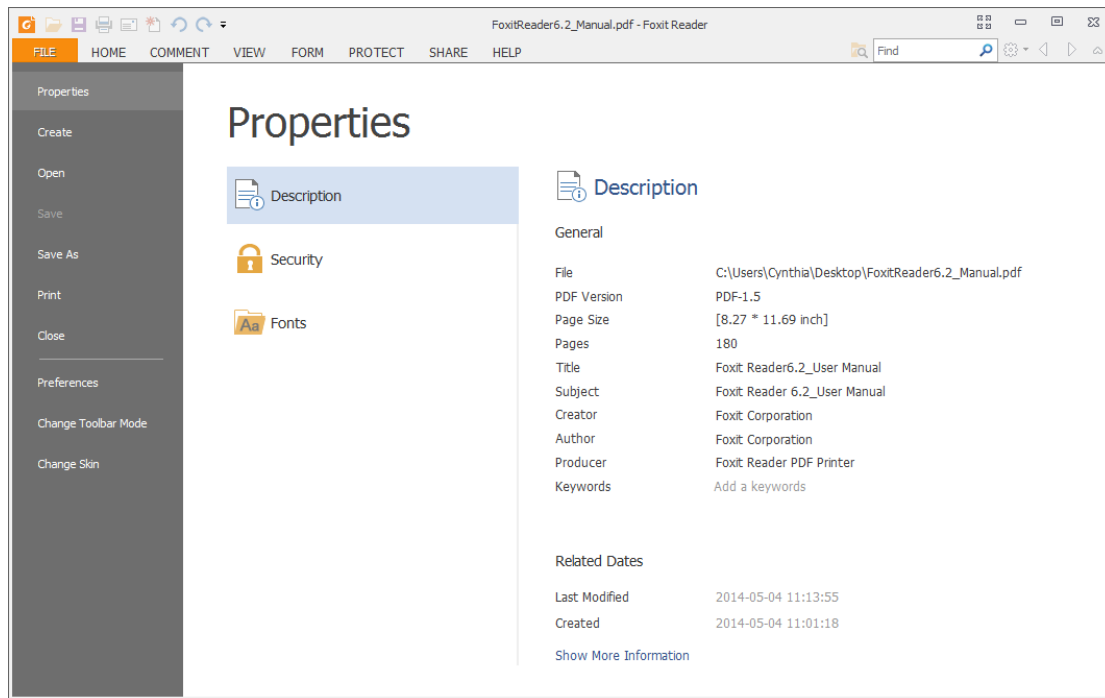 FoxitReader6.2_Manual.pdf - Foxit Reader
FILE HOME COMMENT VIEW FORM PROTECT SHARE HELP Find
Properties
Create
Open
Save
Save As
Print
Close
Preferences
Change Toolbar Mode
Change Skin
Properties
Description
Security
Aa Fonts
Description
General
File C:\Users\Cynthia\Desktop\FoxitReader6.2_Manual.pdf
PDF Version PDF-1.5
Page Size [8.27 * 11.69 inch]
Pages 180
Title Foxit Reader6.2_User Manual
Subject Foxit Reader 6.2_User Manual
Creator Foxit Corporation
Author Foxit Corporation
Producer Foxit Reader PDF Printer
Keywords Add a keywords
Related Dates
Last Modified 2014-05-04 11:13:55
Created 2014-05-04 11:01:18
Show More Information